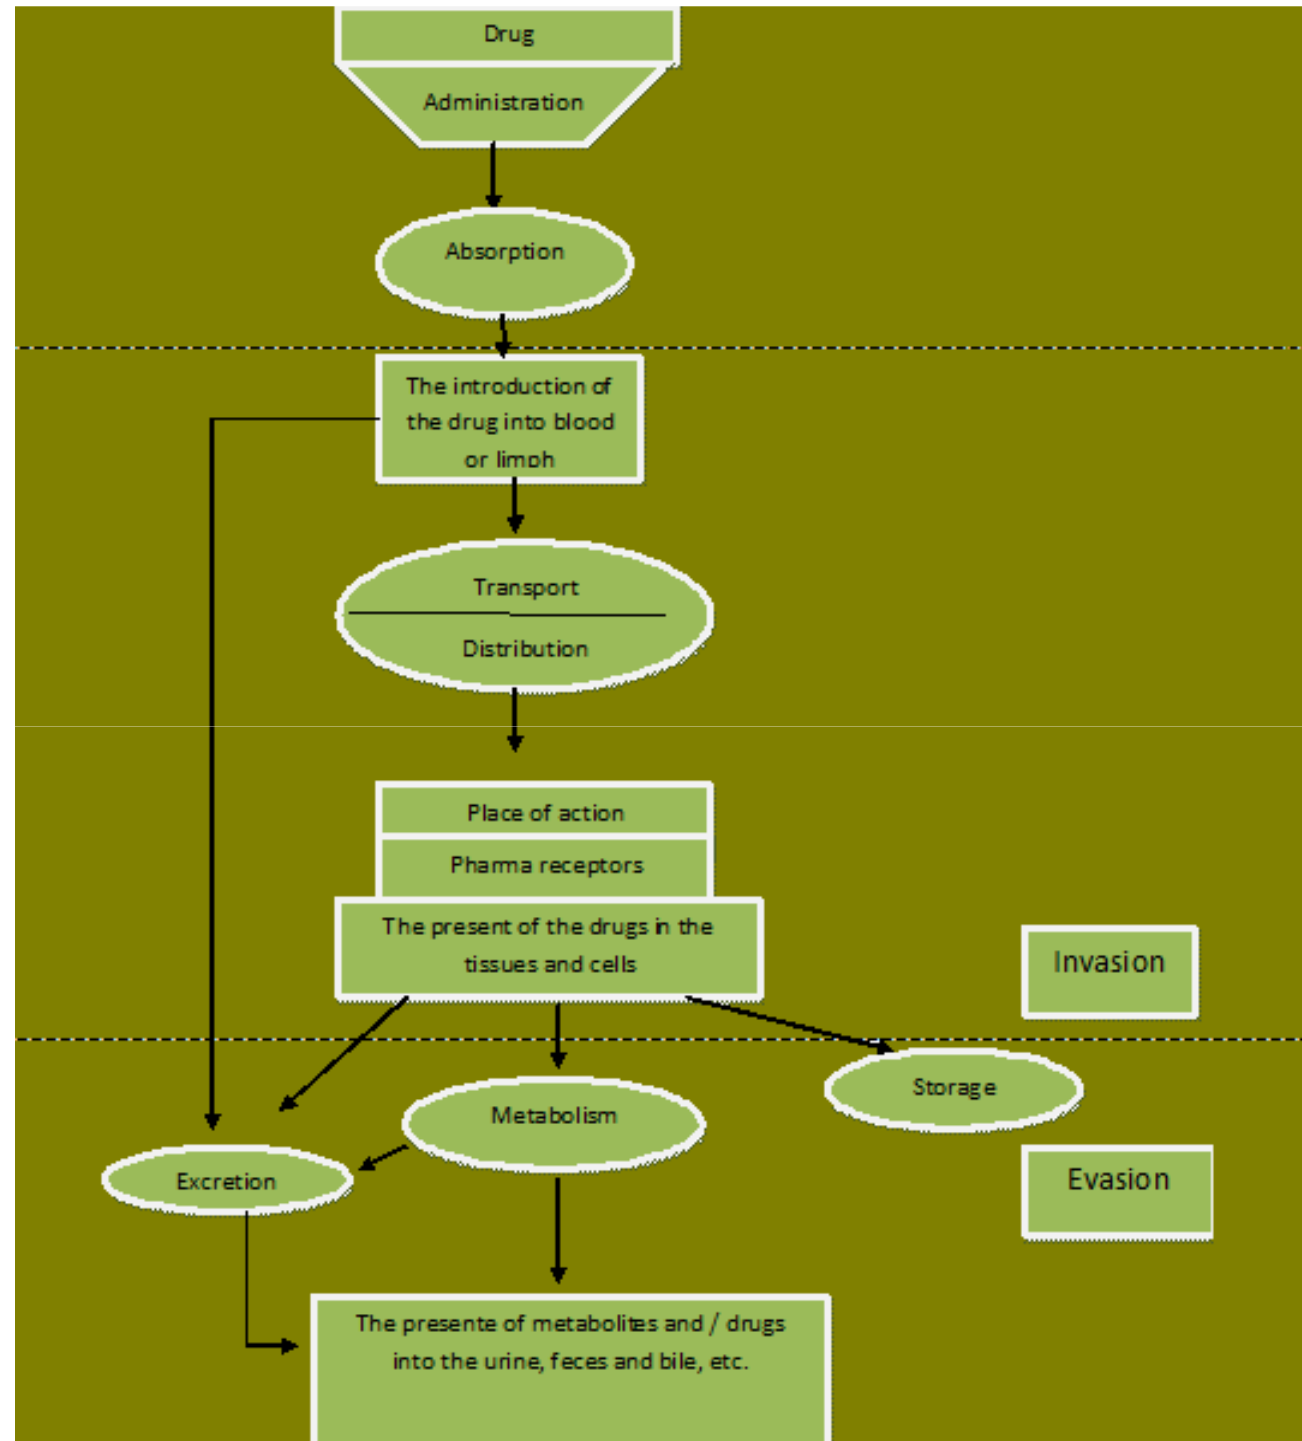 Drug
Administration
Absorption
The introduction of
the drug into blood
or limph
Transport
Distribution
Place of action
Pharma receptors
The present of the drugs in the
tissues and cells
Invasion
Storage
Metabolism
Excretion
Evasion
The presente of metabolites and / drugs
into the urine, feces and bile, etc.